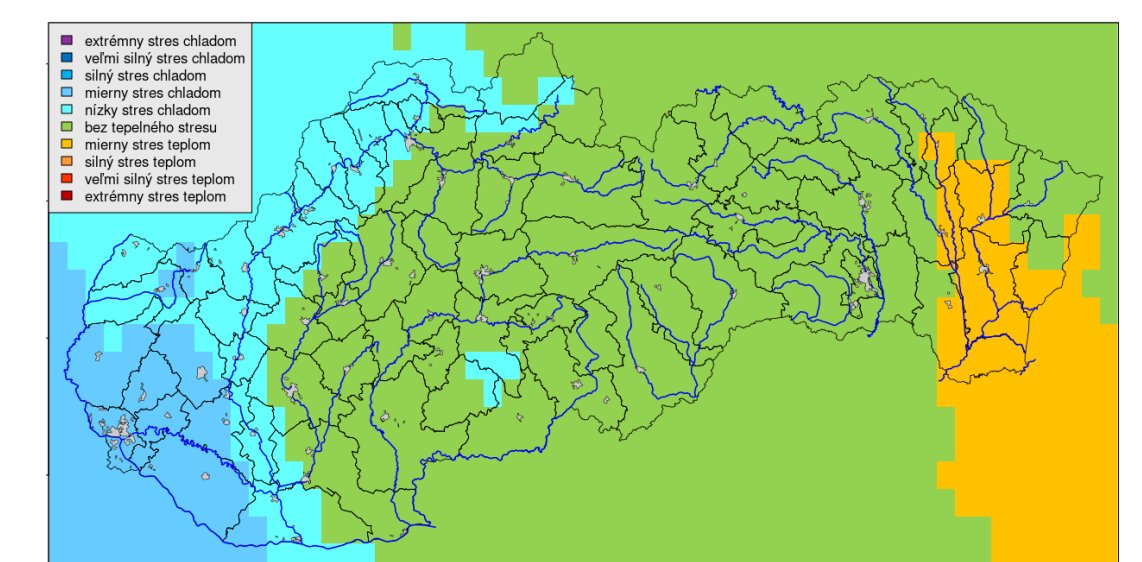 extrémny stres chladom
veľmi silný stres chladom
silný stres chladom
mierny stres chladom
nízky stres chladom
bez tepelného stresu
mierny stres teplom
silný stres teplom
veľmi silný stres teplom
extrémny stres teplom